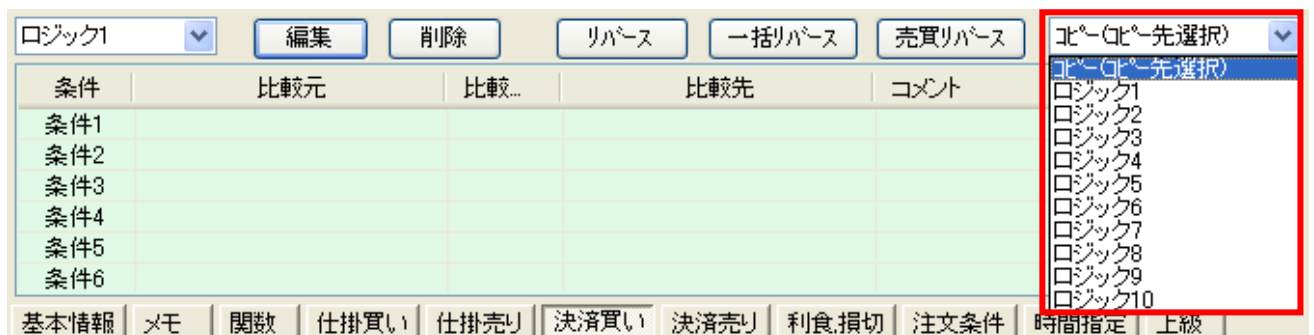 ロジック1 編集 削除 リバース 一括リバース 売買リバース コピー(コピー先選択)
条件 比較元 比較... 比較先 コメント
コピー(コピー先選択)
ロジック1
ロジック2
ロジック3
ロジック4
ロジック5
ロジック6
ロジック7
ロジック8
ロジック9
ロジック10
条件1
条件2
条件3
条件4
条件5
条件6
基本情報 メモ 関数 仕掛買い 仕掛売り 決済買い 決済売り 利食,損切 注文条件 時間指定 上級